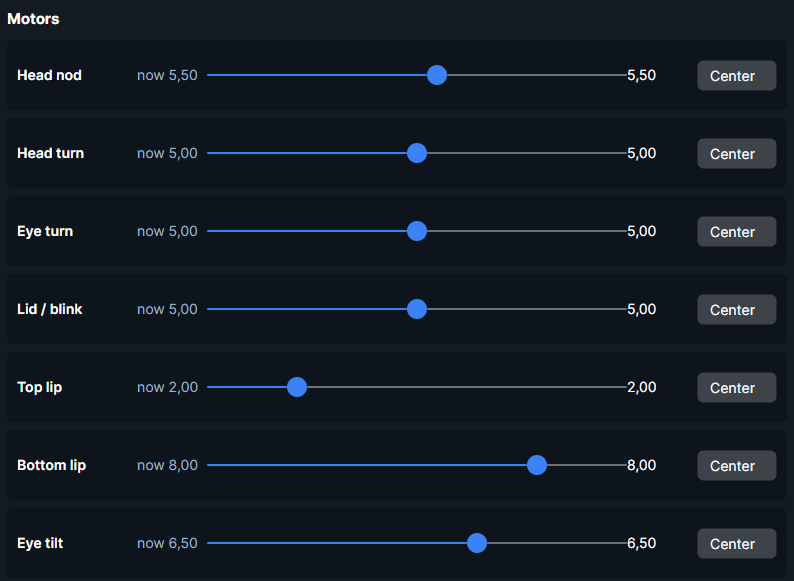 Motors
Head nod now 5,50 5,50 Center
Head turn now 5,00 5,00 Center
Eye turn now 5,00 5,00 Center
Lid / blink now 5,00 5,00 Center
Top lip now 2,00 2,00 Center
Bottom lip now 8,00 8,00 Center
Eye tilt now 6,50 6,50 Center